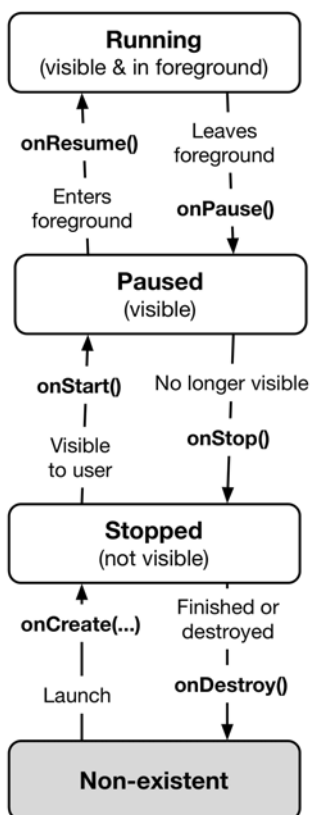 Running
(visible & in foreground)
onResume()
Enters
foreground
Leaves
foreground
onPause()
Paused
(visible)
onStart()
Visible
to user
No longer visible
onStop()
Stopped
(not visible)
onCreate(...)
Launch
Finished or
destroyed
onDestroy()
Non-existent